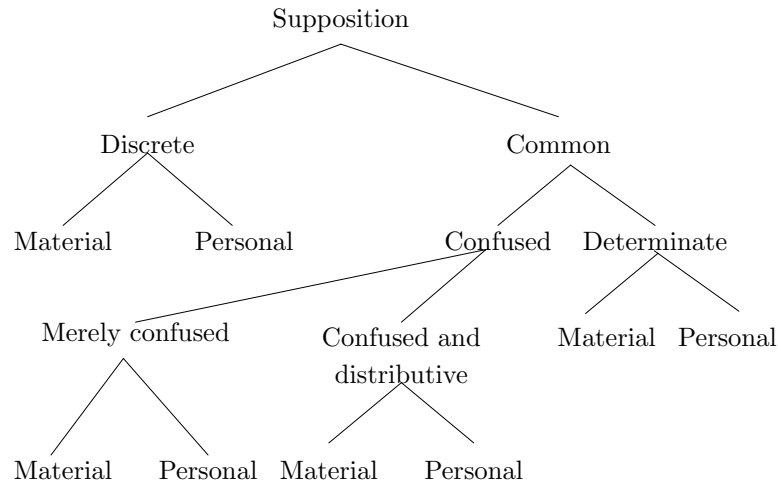 Supposition
Discrete
Common
Material
Personal
Confused
Determinate
Merely confused
Confused and
distributive
Material
Personal
Material
Personal
Material
Personal